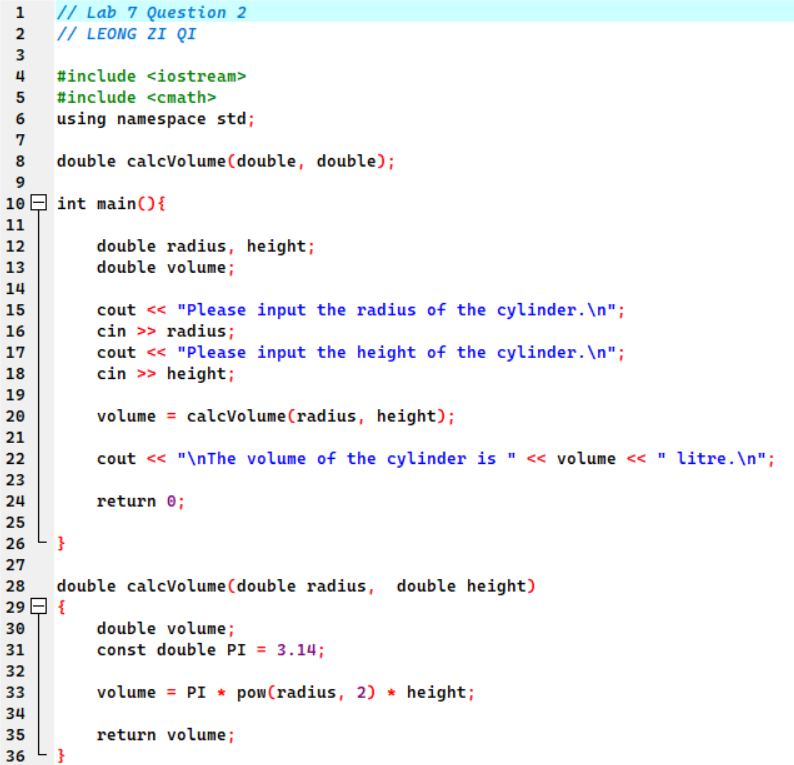 1 // Lab 7 Question 2
2 // LEONG ZI QI
3
4 #include <iostream>
5 #include <cmath>
6 using namespace std;
7
8 double calcVolume(double, double);
9
10 int main(){
11
12     double radius, height;
13     double volume;
14
15     cout << "Please input the radius of the cylinder.\n";
16     cin >> radius;
17     cout << "Please input the height of the cylinder.\n";
18     cin >> height;
19
20     volume = calcVolume(radius, height);
21
22     cout << "\nThe volume of the cylinder is " << volume << " litre.\n";
23
24     return 0;
25
26 }
27
28 double calcVolume(double radius,  double height)
29 {
30     double volume;
31     const double PI = 3.14;
32
33     volume = PI * pow(radius, 2) * height;
34
35     return volume;
36 }